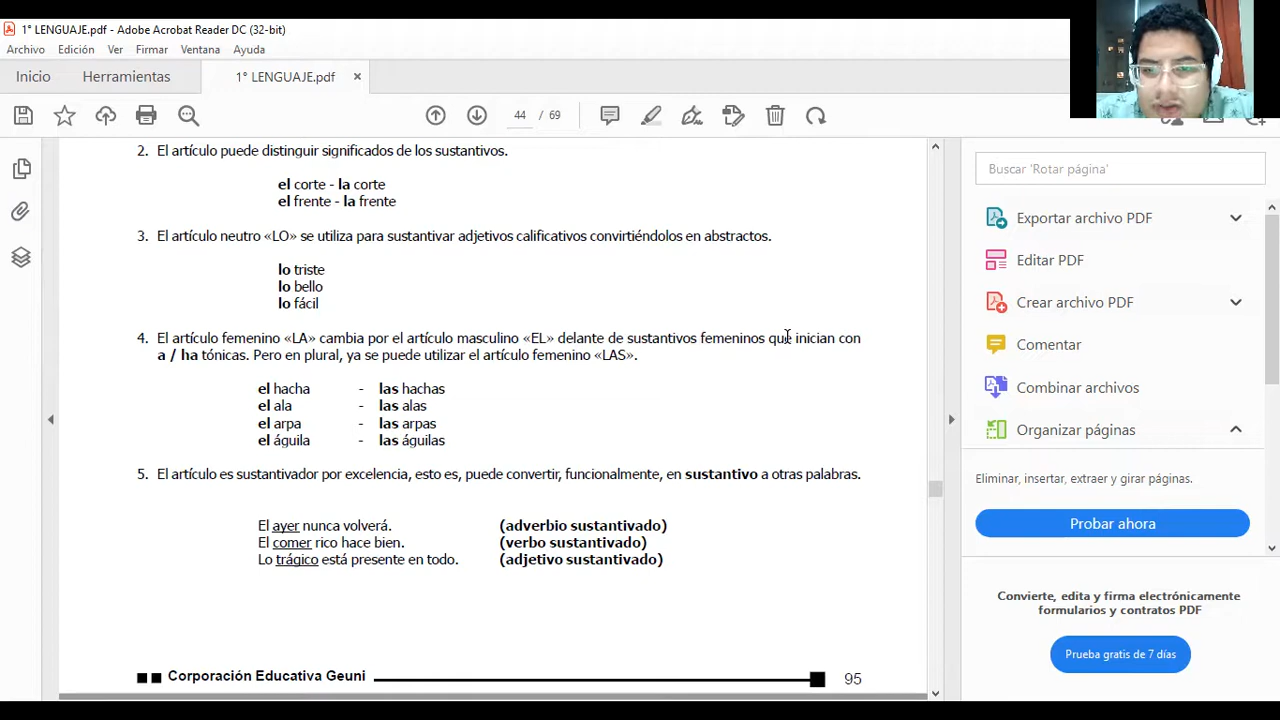 1° LENGUAJE.pdf - Adobe Acrobat Reader DC (32-bit)
Archivo Edición Ver Firmar Ventana Ayuda
Inicio Herramientas 1° LENGUAJE.pdf ×
44 / 69
2. El artículo puede distinguir significados de los sustantivos.
el corte - la corte
el frente - la frente
3. El artículo neutro «LO» se utiliza para sustantivar adjetivos calificativos convirtiéndolos en abstractos.
lo triste
lo bello
lo fácil
4. El artículo femenino «LA» cambia por el artículo masculino «EL» delante de sustantivos femeninos que inician con
a / ha tónicas. Pero en plural, ya se puede utilizar el artículo femenino «LAS».
el hacha - las hachas
el ala - las alas
el arpa - las arpas
el águila - las águilas
5. El artículo es sustantivador por excelencia, esto es, puede convertir, funcionalmente, en sustantivo a otras palabras.
El ayer nunca volverá. (adverbio sustantivado)
El comer rico hace bien. (verbo sustantivado)
Lo trágico está presente en todo. (adjetivo sustantivado)
Corporación Educativa Geuni 95
Buscar 'Rotar página'
Exportar archivo PDF
Editar PDF
Crear archivo PDF
Comentar
Combinar archivos
Organizar páginas
Eliminar, insertar, extraer y girar páginas.
Probar ahora
Convierte, edita y firma electrónicamente
formularios y contratos PDF
Prueba gratis de 7 días